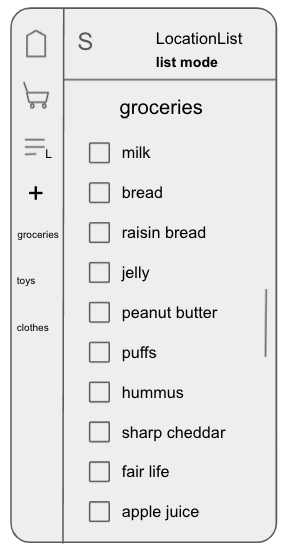 S
LocationList
list mode
L
+
groceries
toys
clothes
groceries
milk
bread
raisin bread
jelly
peanut butter
puffs
hummus
sharp cheddar
fair life
apple juice